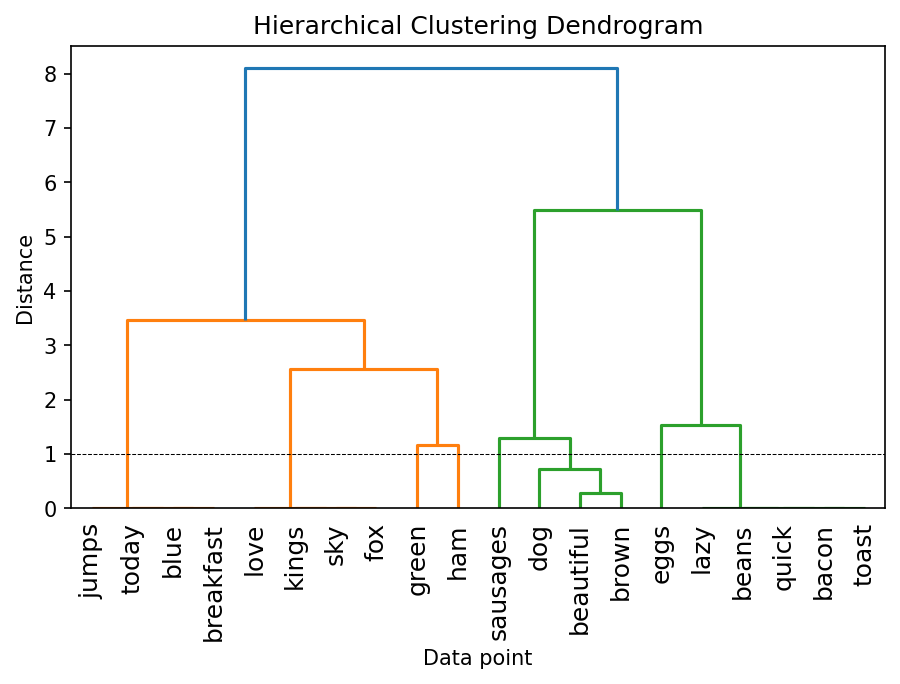 Hierarchical Clustering Dendrogram
Distance
8
7
6
5
4
3
2
1
0
jumps
today
blue
breakfast
love
kings
sky
fox
green
ham
sausages
dog
beautiful
brown
eggs
lazy
beans
quick
bacon
toast
Data point